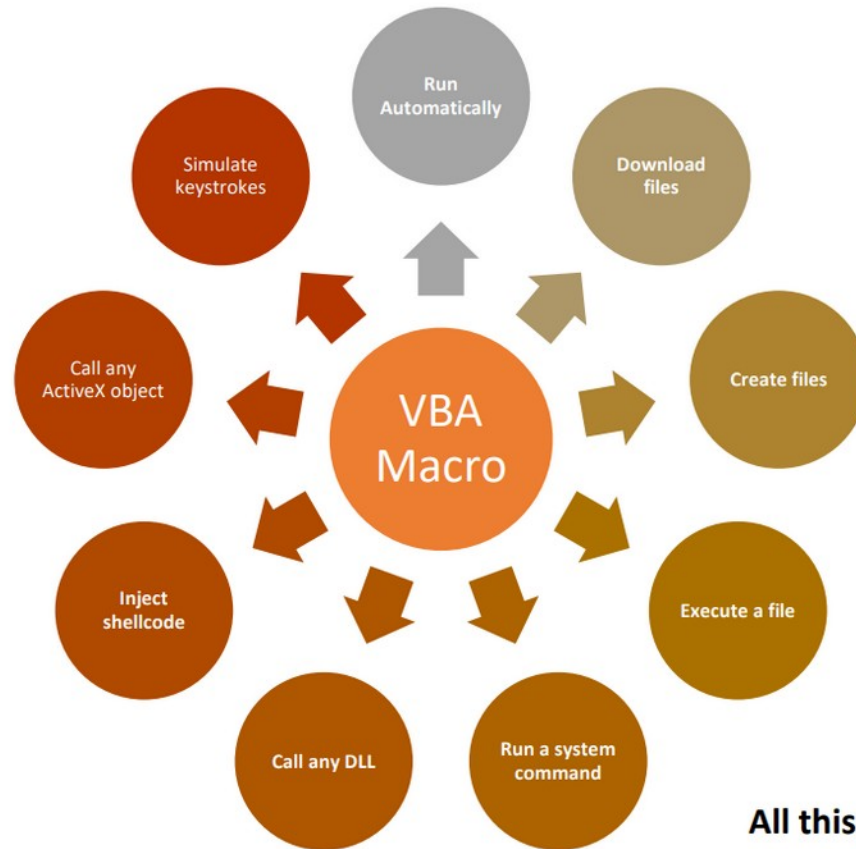 Run
Automatically
Download
files
Create files
Execute a file
Run a system
command
Call any DLL
Inject
shellcode
Call any
ActiveX object
Simulate
keystrokes
VBA
Macro
All this